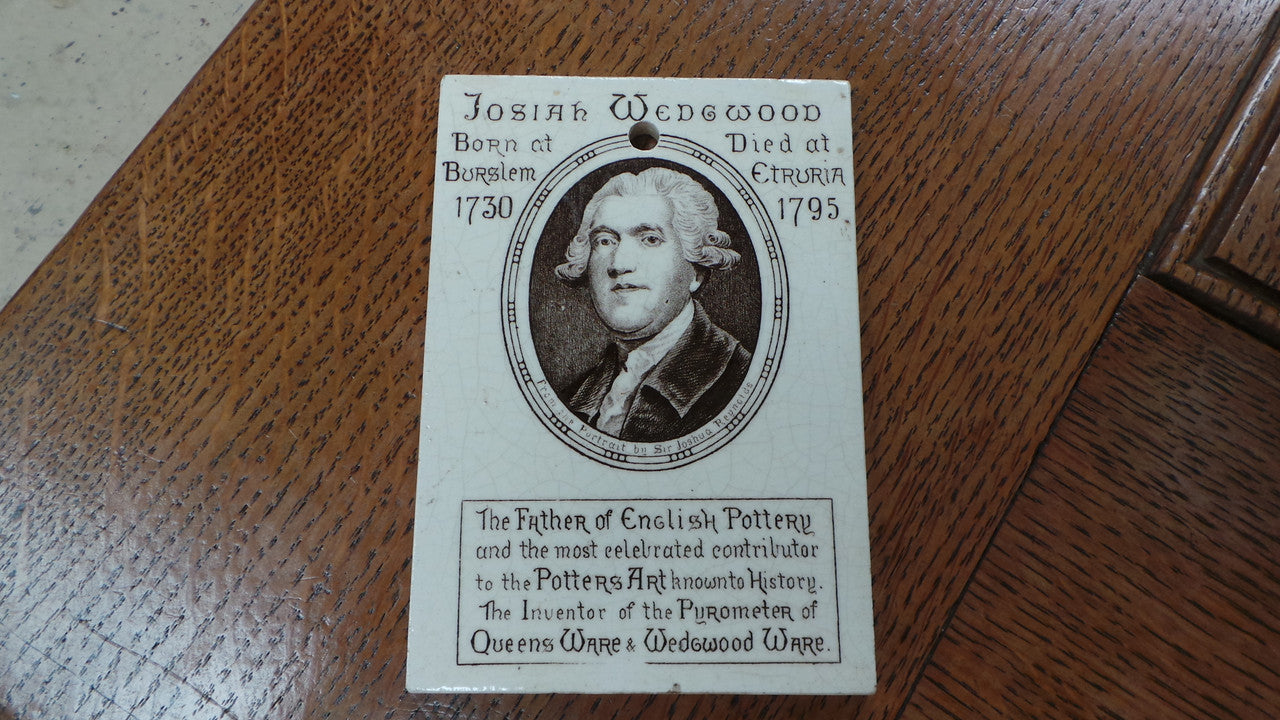 Josiah Wedgwood
Born at
Burslem
1730
Died at
Etruria
1795
From the Portrait by Sir Joshua Reynolds
The Father of English Pottery
and the most celebrated contributor
to the Potters Art known to History.
The Inventor of the Pyrometer of
Queens Ware & Wedgwood Ware.